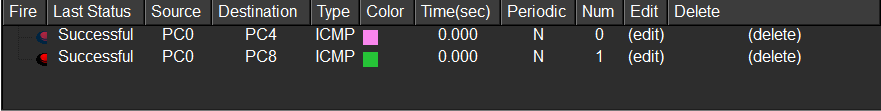 Fire Last Status Source Destination Type Color Time(sec) Periodic Num Edit Delete
Successful PC0 PC4 ICMP 0.000 N 0 (edit) (delete)
Successful PC0 PC8 ICMP 0.000 N 1 (edit) (delete)